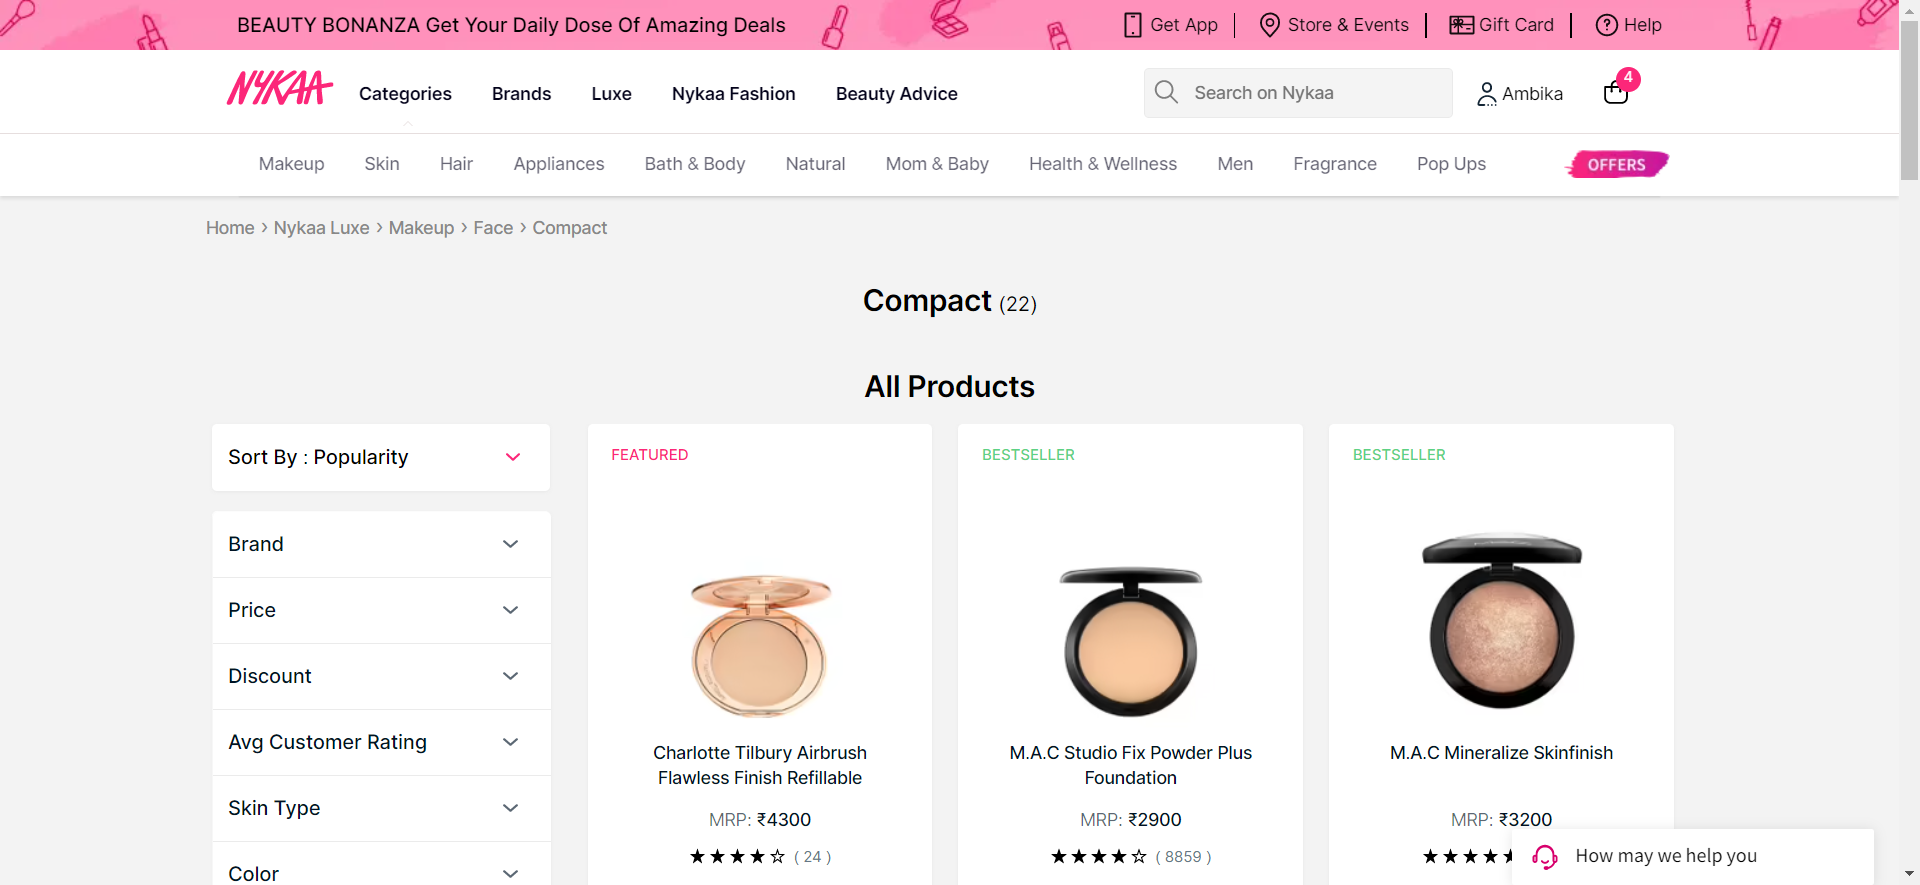 BEAUTY BONANZA Get Your Daily Dose Of Amazing Deals
Get App
Store & Events
Gift Card
Help
NYKAA
Categories
Brands
Luxe
Nykaa Fashion
Beauty Advice
Search on Nykaa
Ambika
4
Makeup
Skin
Hair
Appliances
Bath & Body
Natural
Mom & Baby
Health & Wellness
Men
Fragrance
Pop Ups
OFFERS
Home › Nykaa Luxe › Makeup › Face › Compact
Compact (22)
All Products
Sort By : Popularity
Brand
Price
Discount
Avg Customer Rating
Skin Type
Color
FEATURED
Charlotte Tilbury Airbrush
Flawless Finish Refillable
MRP: ₹4300
( 24 )
BESTSELLER
M.A.C Studio Fix Powder Plus
Foundation
MRP: ₹2900
( 8859 )
BESTSELLER
M.A.C Mineralize Skinfinish
MRP: ₹3200
How may we help you